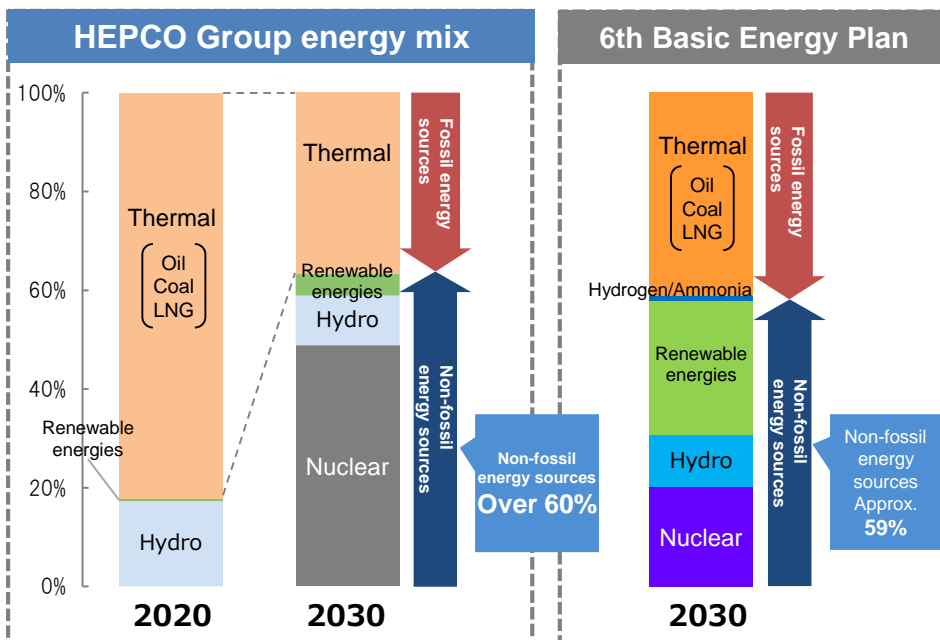 HEPCO Group energy mix
100%
80%
60%
40%
20%
0%
Thermal
Oil
Coal
LNG
Renewable
energies
Hydro
2020
Thermal
Renewable
energies
Hydro
Nuclear
2030
Fossil energy
sources
Non-fossil
energy sources
Non-fossil
energy sources
Over 60%
6th Basic Energy Plan
Thermal
Oil
Coal
LNG
Hydrogen/Ammonia
Renewable
energies
Hydro
Nuclear
2030
Fossil energy
sources
Non-fossil
energy sources
Non-fossil
energy
sources
Approx.
59%